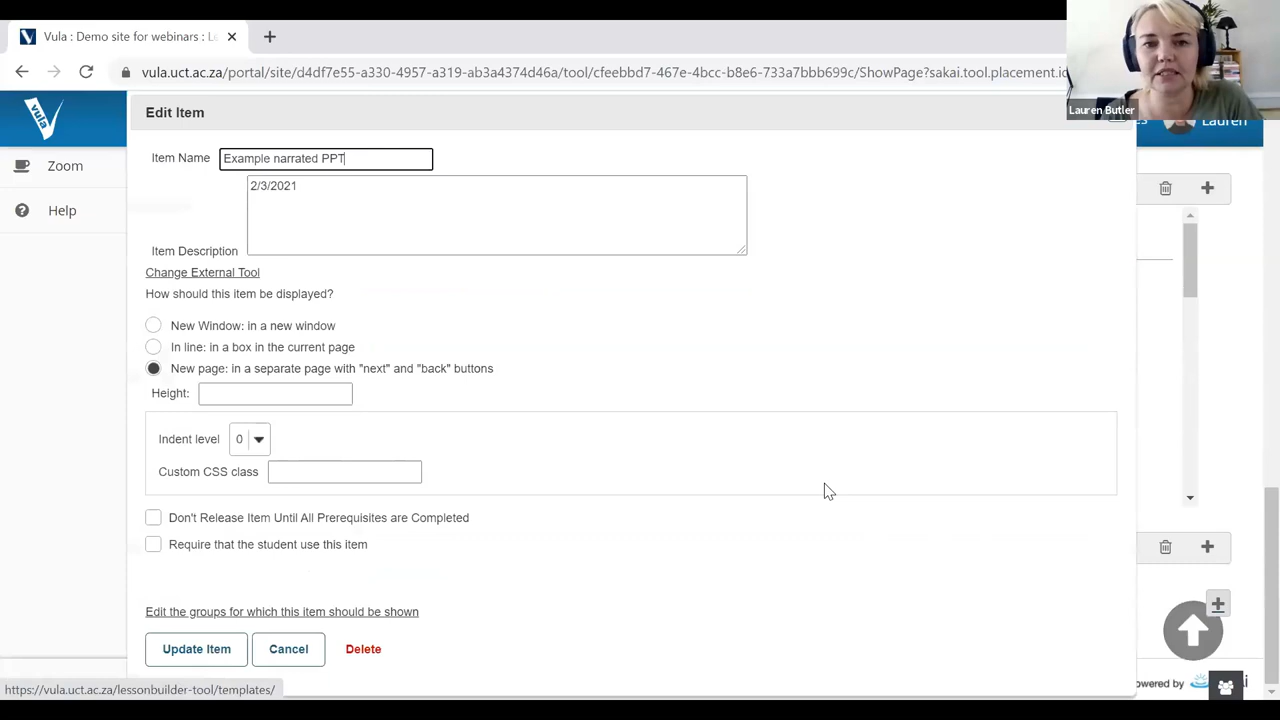 Vula : Demo site for webinars : Le
vula.uct.ac.za/portal/site/d4df7e55-a330-4957-a319-ab3a4374d46a/tool/cfeebbd7-467e-4bcc-b8e6-733a7bbb699c/ShowPage?sakai.tool.placement.id
Lauren Butler
vula
Edit Item
Lauren
Zoom
Help
Item Name
Example narrated PPT
2/3/2021
Item Description
Change External Tool
How should this item be displayed?
New Window: in a new window
In line: in a box in the current page
New page: in a separate page with "next" and "back" buttons
Height:
Indent level 0
Custom CSS class
Don't Release Item Until All Prerequisites are Completed
Require that the student use this item
Edit the groups for which this item should be shown
Update Item Cancel Delete
https://vula.uct.ac.za/lessonbuilder-tool/templates/
owered by